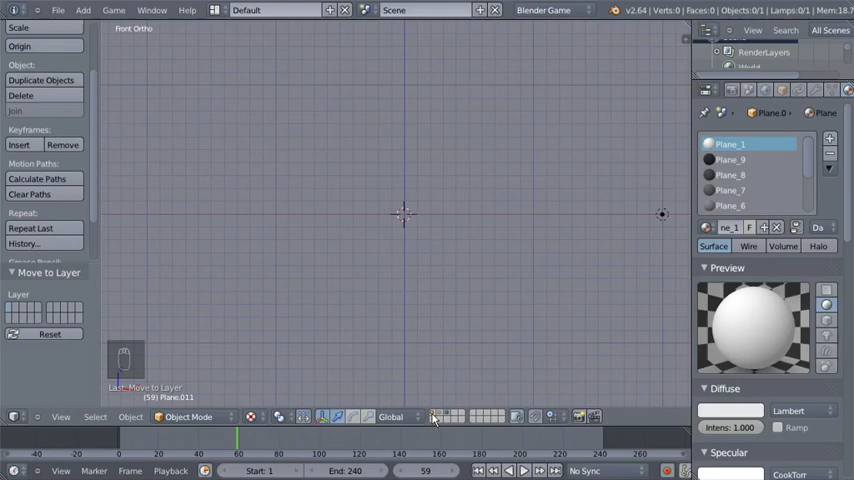 File Add Game Window Help Default Scene Blender Game v2.64 | Verts:0 | Faces:0 | Objects:0/1 | Lamps:0/1 | Mem:18.7
Scale
Origin
Object:
Duplicate Objects
Delete
Join
Keyframes:
Insert Remove
Motion Paths:
Calculate Paths
Clear Paths
Repeat:
Repeat Last
History...
Move to Layer
Layer
Reset
Front Ortho
Last: Move to Layer
(59) Plane.011
View Select Object Object Mode Global
-40 -20 0 20 40 60 80 100 120 140 160 180 200 220 240 260
View Marker Frame Playback Start: 1 End: 240 59 No Sync
View Search All Scenes
RenderLayers
World
Plane.0 Plane
Plane_1
Plane_9
Plane_8
Plane_7
Plane_6
ne_1 F Da
Surface Wire Volume Halo
Preview
Diffuse
Lambert
Intens: 1.000 Ramp
Specular
CookTorr